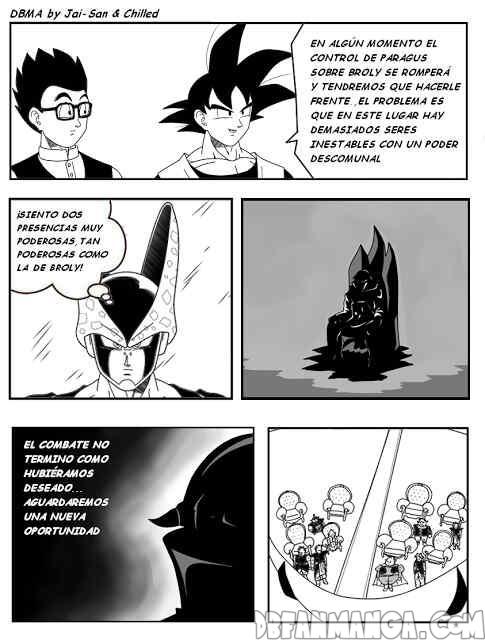 DBMA by Jai-San & Chilled
EN ALGÚN MOMENTO EL
CONTROL DE PARAGUS
SOBRE BROLY SE ROMPERÁ
Y TENDREMOS QUE HACERLE
FRENTE, EL PROBLEMA ES
QUE EN ESTE LUGAR HAY
DEMASIADOS SERES
INESTABLES CON UN PODER
DESCOMUNAL
¡SIENTO DOS
PRESENCIAS MUY
PODEROSAS, TAN
PODEROSAS COMO
LA DE BROLY!
EL COMBATE NO
TERMINO COMO
HUBIÉRAMOS
DESEADO...
AGUARDAREMOS
UNA NUEVA
OPORTUNIDAD
DBFANMANGA.COM